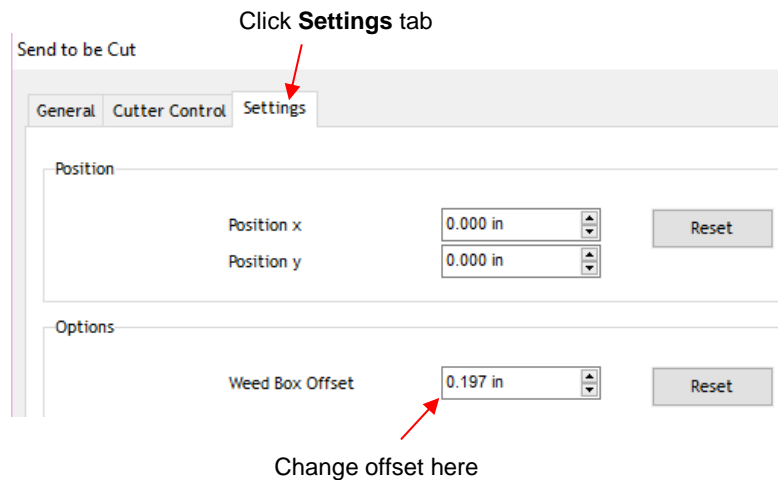 Click Settings tab
Send to be Cut
General Cutter Control Settings
Position
Position x 0.000 in Reset
Position y 0.000 in
Options
Weed Box Offset 0.197 in Reset
Change offset here